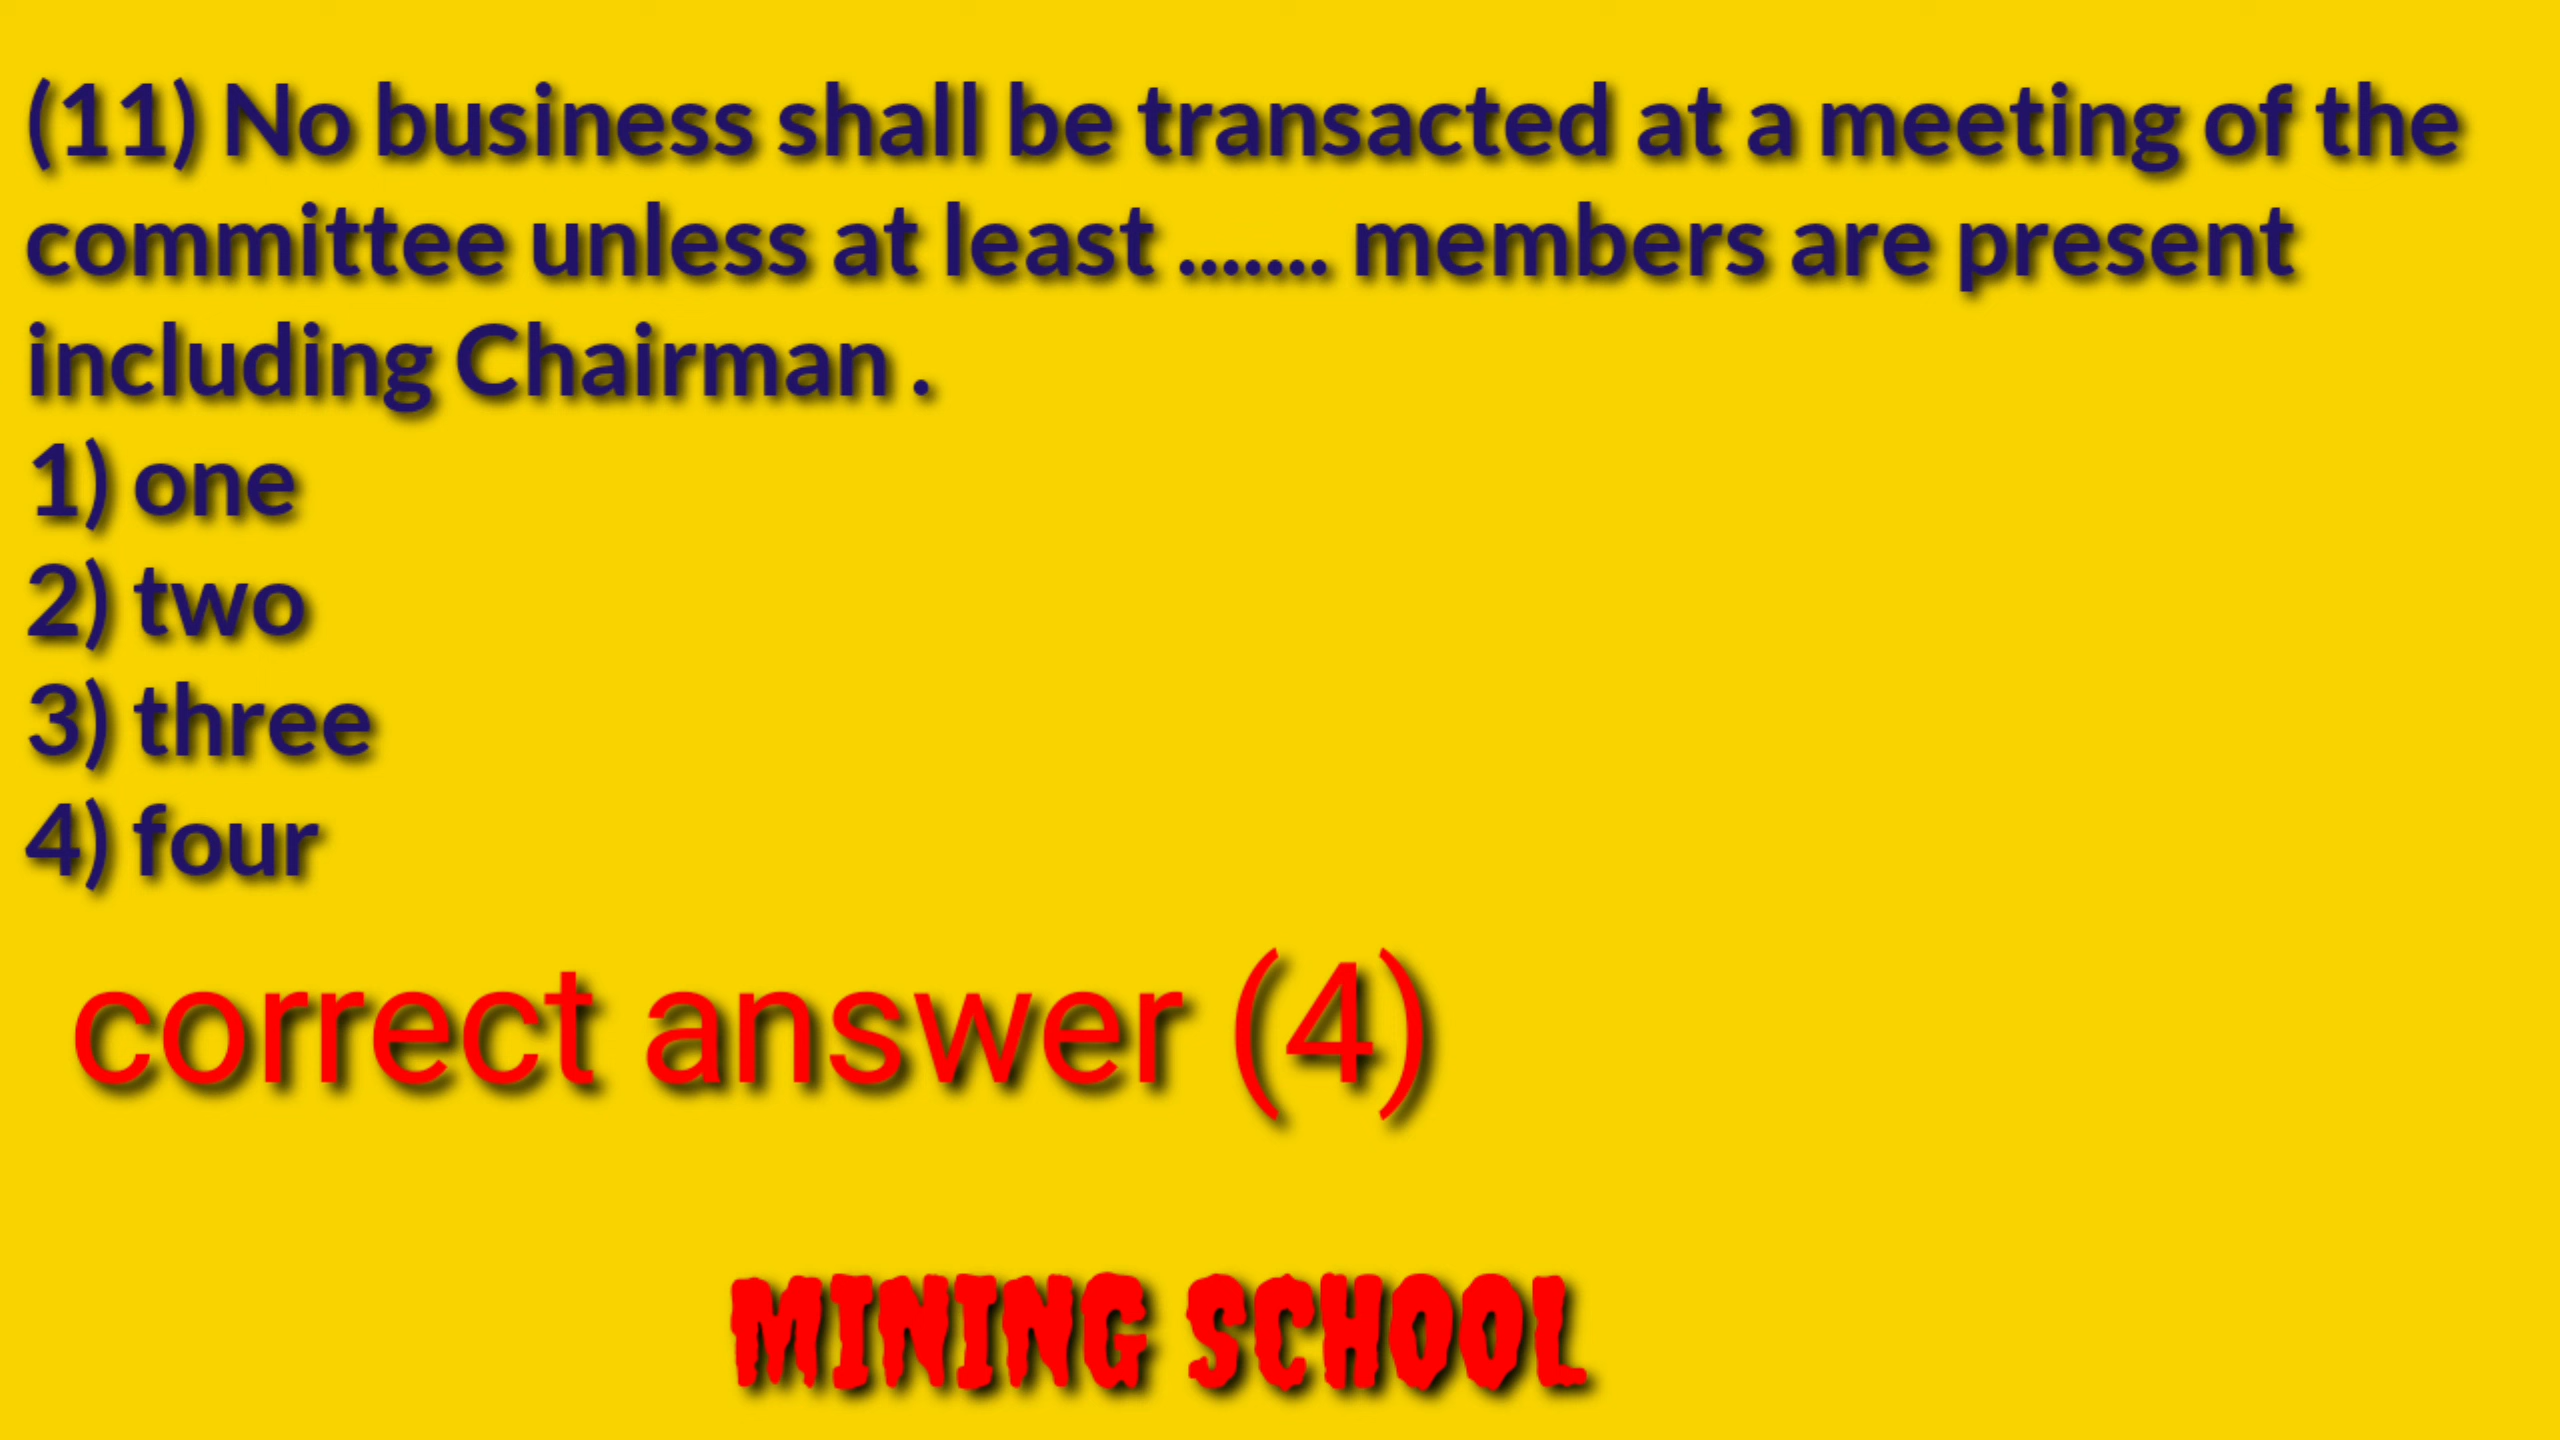 (11) No business shall be transacted at a meeting of the
committee unless at least ....... members are present
including Chairman .
1) one
2) two
3) three
4) four
correct answer (4)
MINING SCHOOL